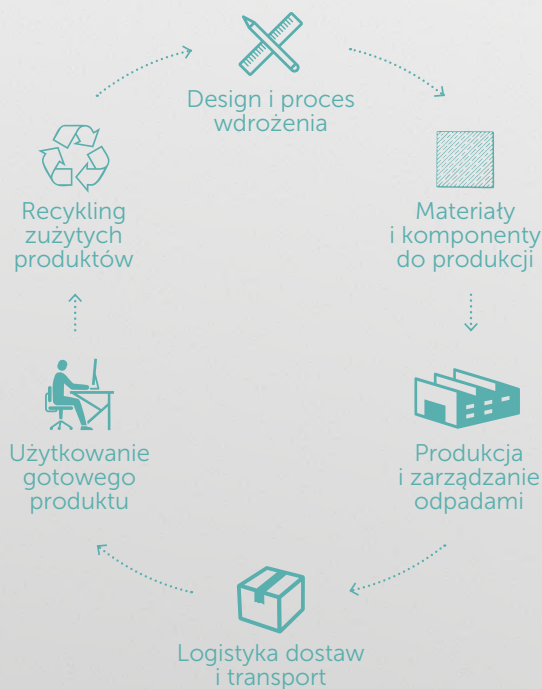 Design i proces
wdrożenia
Materiały
i komponenty
do produkcji
Produkcja
i zarządzanie
odpadami
Logistyka dostaw
i transport
Użytkowanie
gotowego
produktu
Recykling
zużytych
produktów